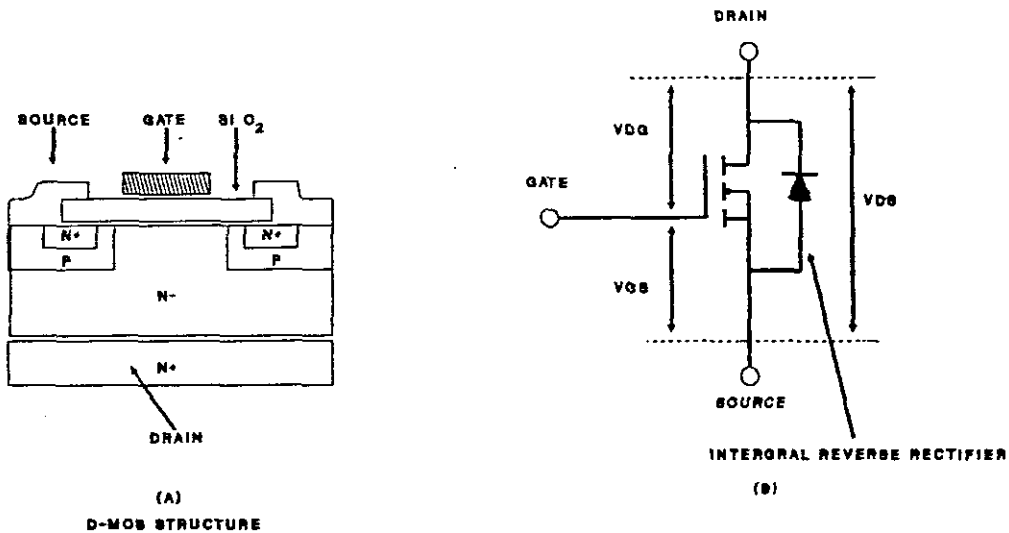 SOURCE GATE SI O2
N+ N+
P P
N-
N+
DRAIN
(A)
D-MOS STRUCTURE
DRAIN
VDG
GATE
VDS
VGS
SOURCE
INTERGRAL REVERSE RECTIFIER
(B)